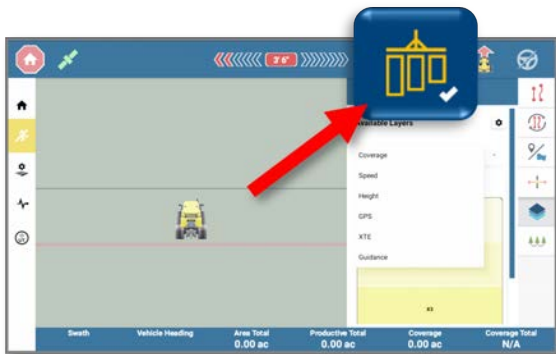 3' 6"
Available Layers
Coverage
Speed
Height
GPS
XTE
Guidance
Swath
Vehicle Heading
Area Total
Productive Total
Coverage
Coverage Total
0.00 ac
0.00 ac
0.00 ac
N/A